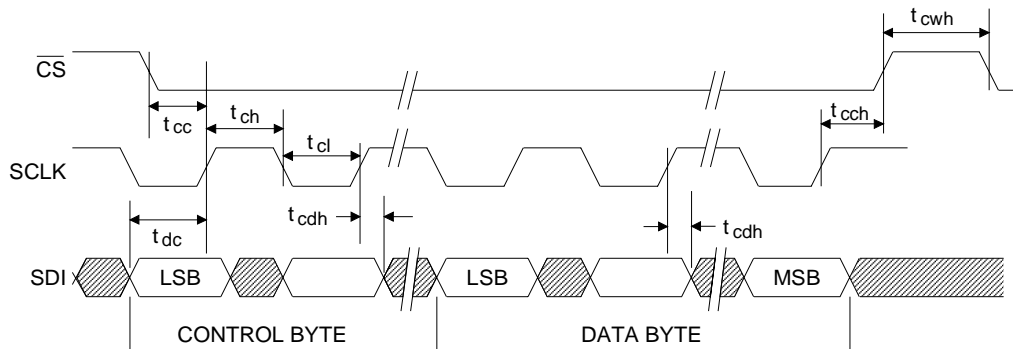 t cwh
CS
t cc
t ch
t cch
t cl
SCLK
t cdh
t cdh
t dc
SDI
LSB
LSB
MSB
CONTROL BYTE
DATA BYTE